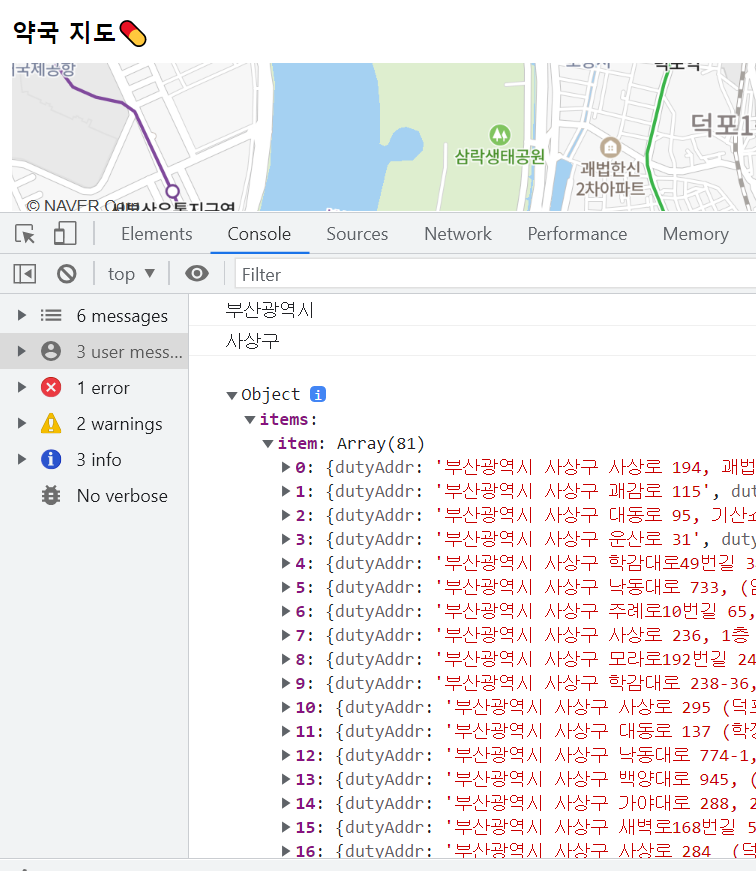 약국 지도💊
국제공항
덕포1
삼락생태공원
괘법한신
2차아파트
© NAVER Corp.
서부산유통지구역
Elements Console Sources Network Performance Memory
top ▼ Filter
6 messages
3 user mess...
1 error
2 warnings
3 info
No verbose
부산광역시
사상구
▼Object i
▼items:
▼item: Array(81)
▶0: {dutyAddr: '부산광역시 사상구 사상로 194, 괘법
▶1: {dutyAddr: '부산광역시 사상구 괘감로 115', dut
▶2: {dutyAddr: '부산광역시 사상구 대동로 95, 기산
▶3: {dutyAddr: '부산광역시 사상구 운산로 31', duty
▶4: {dutyAddr: '부산광역시 사상구 학감대로49번길 3
▶5: {dutyAddr: '부산광역시 사상구 낙동대로 733, (
▶6: {dutyAddr: '부산광역시 사상구 주례로10번길 65,
▶7: {dutyAddr: '부산광역시 사상구 사상로 236, 1층
▶8: {dutyAddr: '부산광역시 사상구 모라로192번길 24
▶9: {dutyAddr: '부산광역시 사상구 학감대로 238-36,
▶10: {dutyAddr: '부산광역시 사상구 사상로 295 (덕포
▶11: {dutyAddr: '부산광역시 사상구 대동로 137 (학장
▶12: {dutyAddr: '부산광역시 사상구 낙동대로 774-1,
▶13: {dutyAddr: '부산광역시 사상구 백양대로 945, (
▶14: {dutyAddr: '부산광역시 사상구 가야대로 288, 2
▶15: {dutyAddr: '부산광역시 사상구 새벽로168번길 5
▶16: {dutyAddr: '부산광역시 사상구 사상로 284 (덕